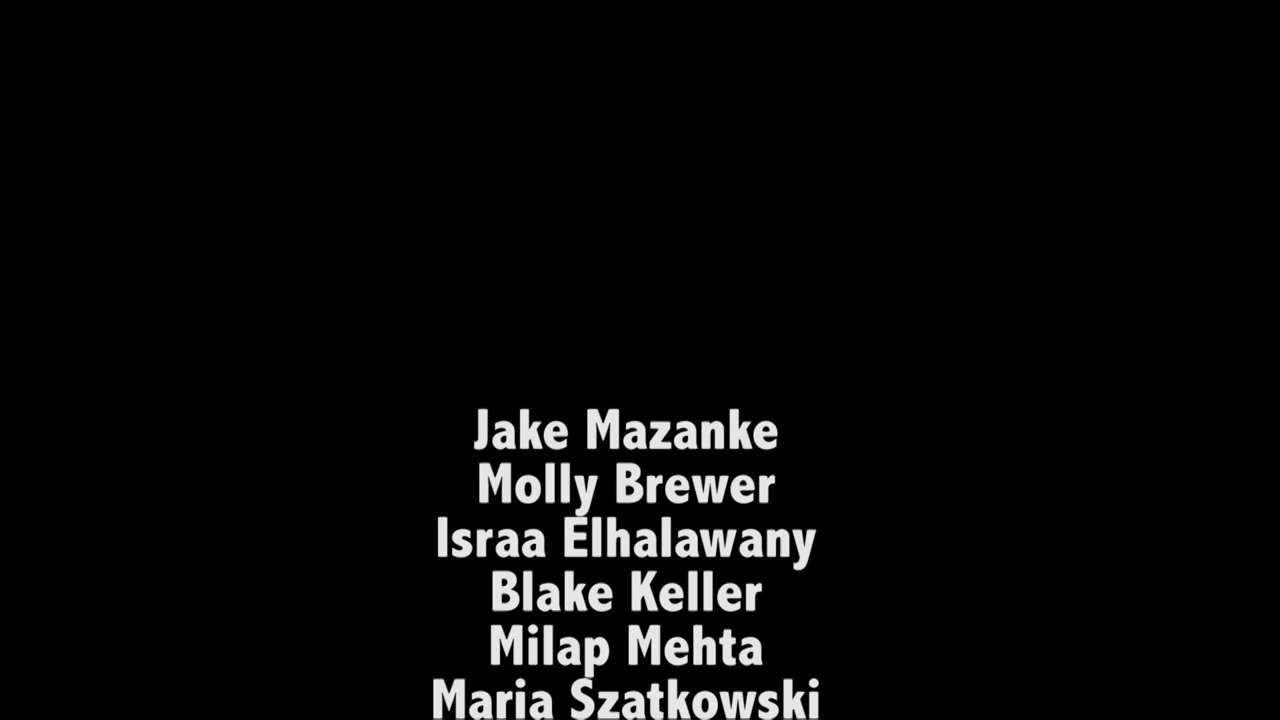 Jake Mazanke
Molly Brewer
Israa Elhalawany
Blake Keller
Milap Mehta
Maria Szatkowski